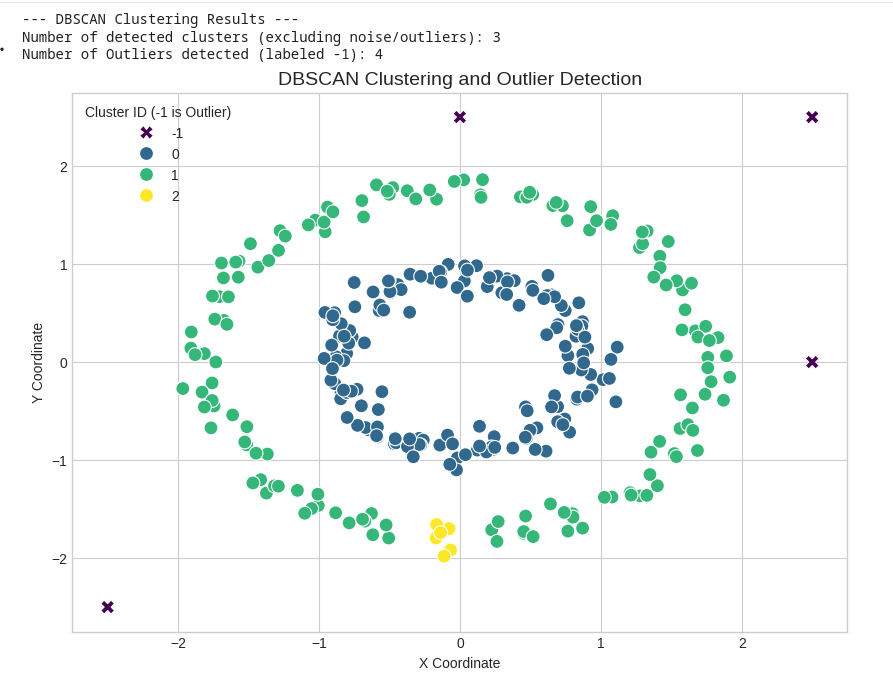 --- DBSCAN Clustering Results ---
Number of detected clusters (excluding noise/outliers): 3
Number of Outliers detected (labeled -1): 4
DBSCAN Clustering and Outlier Detection
Cluster ID (-1 is Outlier)
-1
0
1
2
2
1
0
−1
−2
Y Coordinate
−2
−1
0
1
2
X Coordinate